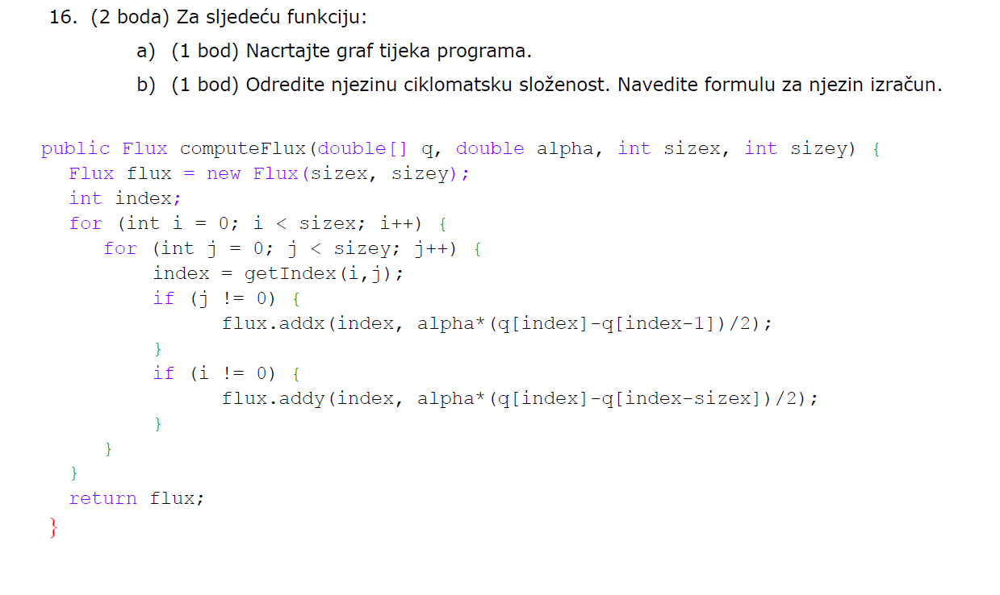 16. (2 boda) Za sljedeću funkciju:
a) (1 bod) Nacrtajte graf tijeka programa.
b) (1 bod) Odredite njezinu ciklomatsku složenost. Navedite formulu za njezin izračun.
public Flux computeFlux(double[] q, double alpha, int sizex, int sizey) {
Flux flux = new Flux(sizex, sizey);
int index;
for (int i = 0; i < sizex; i++) {
for (int j = 0; j < sizey; j++) {
index = getIndex(i,j);
if (j != 0) {
flux.addx(index, alpha*(q[index]-q[index-1])/2);
}
if (i != 0) {
flux.addy(index, alpha*(q[index]-q[index-sizex])/2);
}
}
}
return flux;
}